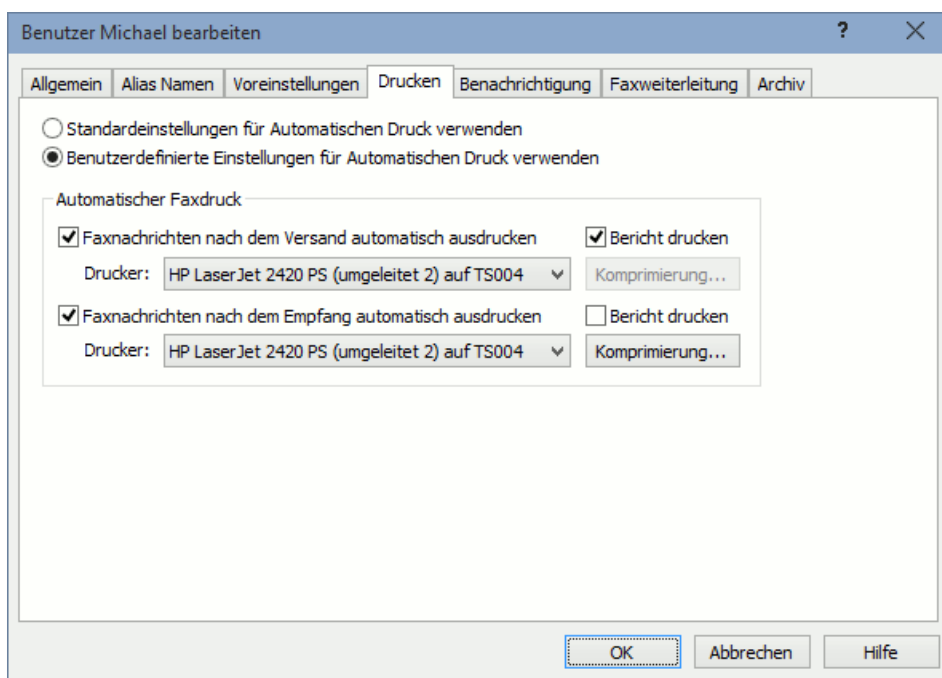 Benutzer Michael bearbeiten ?
Allgemein Alias Namen Voreinstellungen Drucken Benachrichtigung Faxweiterleitung Archiv
Standardeinstellungen für Automatischen Druck verwenden
Benutzerdefinierte Einstellungen für Automatischen Druck verwenden
Automatischer Faxdruck
Faxnachrichten nach dem Versand automatisch ausdrucken Bericht drucken
Drucker: HP LaserJet 2420 PS (umgeleitet 2) auf TS004 Komprimierung...
Faxnachrichten nach dem Empfang automatisch ausdrucken Bericht drucken
Drucker: HP LaserJet 2420 PS (umgeleitet 2) auf TS004 Komprimierung...
OK Abbrechen Hilfe